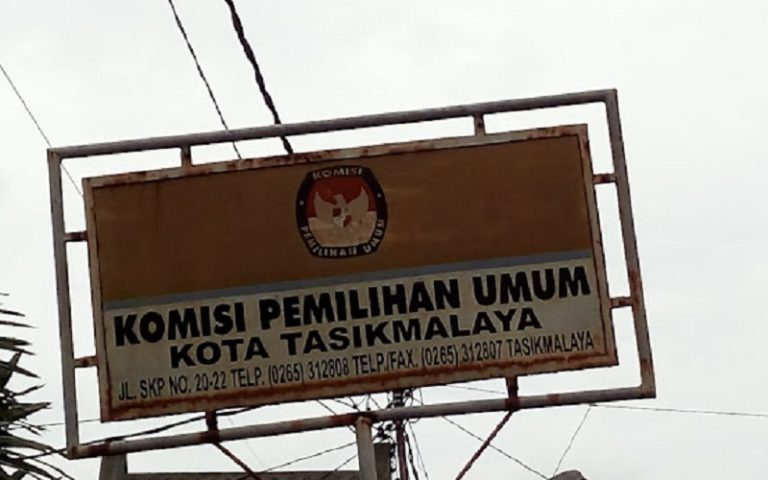 KOMISI
PEMILIHAN UMUM
KOMISI PEMILIHAN UMUM
KOTA TASIKMALAYA
JL. SKP NO. 20-22 TELP. (0265) 312808 TELP./FAX. (0265) 312807 TASIKMALAYA